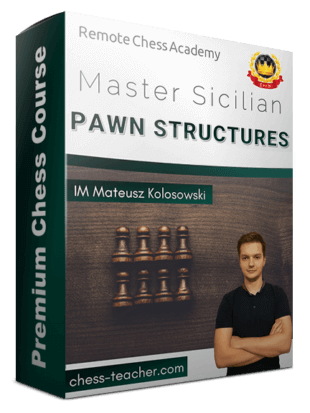 Remote Chess Academy
Master Sicilian
PAWN STRUCTURES
IM Mateusz Kolosowski
chess-teacher.com
Premium Chess Course